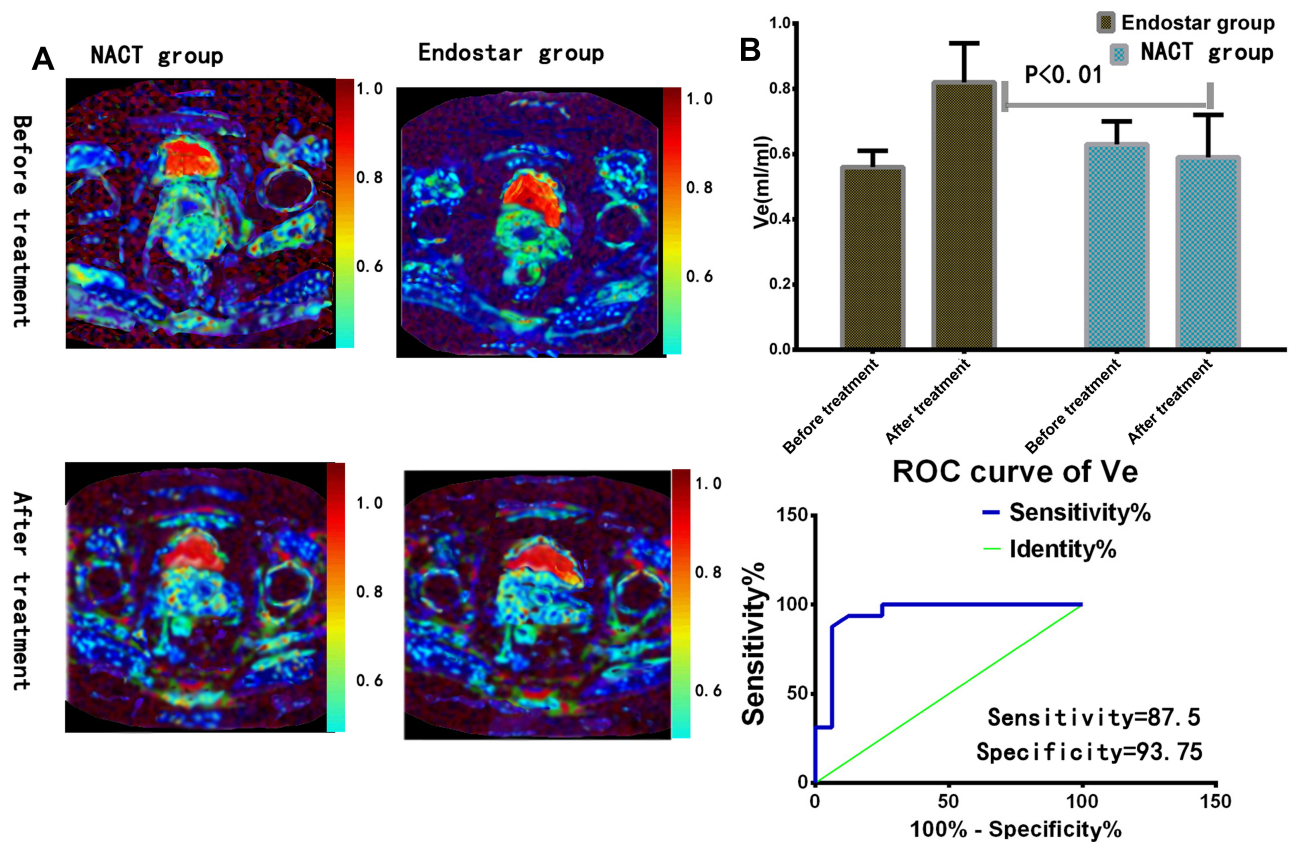 A
NACT group
Endostar group
Before treatment
1.0
0.8
0.6
1.0
0.8
0.6
After treatment
1.0
0.8
0.6
1.0
0.8
0.6
B
Endostar group
NACT group
P<0.01
Ve(ml/ml)
1.0
0.8
0.6
0.4
0.2
0.0
Before treatment
After treatment
Before treatment
After treatment
ROC curve of Ve
Sensitivity%
Identity%
Sensitivity%
150
100
50
0
Sensitivity=87.5
Specificity=93.75
0
50
100
150
100% - Specificity%